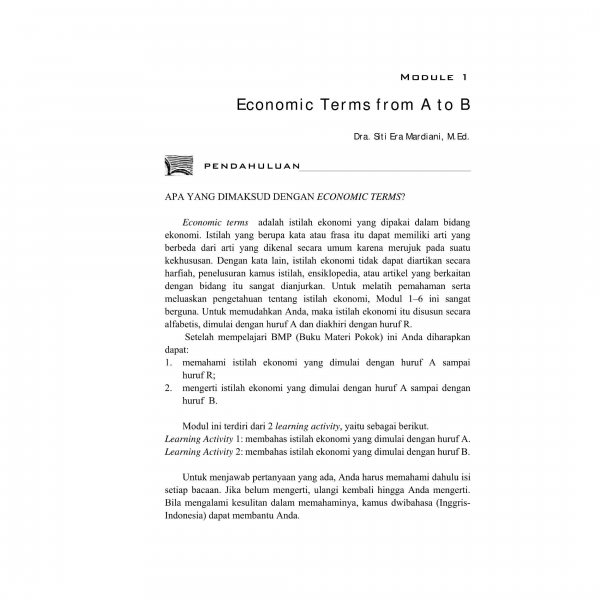 Module 1
Economic Terms from A to B
Dra. Siti Era Mardiani, M.Ed.
PENDAHULUAN
APA YANG DIMAKSUD DENGAN ECONOMIC TERMS?
Economic terms adalah istilah ekonomi yang dipakai dalam bidang
ekonomi. Istilah yang berupa kata atau frasa itu dapat memiliki arti yang
berbeda dari arti yang dikenal secara umum karena merujuk pada suatu
kekhususan. Dengan kata lain, istilah ekonomi tidak dapat diartikan secara
harfiah, penelusuran kamus istilah, ensiklopedia, atau artikel yang berkaitan
dengan bidang itu sangat dianjurkan. Untuk melatih pemahaman serta
meluaskan pengetahuan tentang istilah ekonomi, Modul 1–6 ini sangat
berguna. Untuk memudahkan Anda, maka istilah ekonomi itu disusun secara
alfabetis, dimulai dengan huruf A dan diakhiri dengan huruf R.
Setelah mempelajari BMP (Buku Materi Pokok) ini Anda diharapkan
dapat:
1. memahami istilah ekonomi yang dimulai dengan huruf A sampai
huruf R;
2. mengerti istilah ekonomi yang dimulai dengan huruf A sampai dengan
huruf B.
Modul ini terdiri dari 2 learning activity, yaitu sebagai berikut.
Learning Activity 1: membahas istilah ekonomi yang dimulai dengan huruf A.
Learning Activity 2: membahas istilah ekonomi yang dimulai dengan huruf B.
Untuk menjawab pertanyaan yang ada, Anda harus memahami dahulu isi
setiap bacaan. Jika belum mengerti, ulangi kembali hingga Anda mengerti.
Bila mengalami kesulitan dalam memahaminya, kamus dwibahasa (Inggris-
Indonesia) dapat membantu Anda.